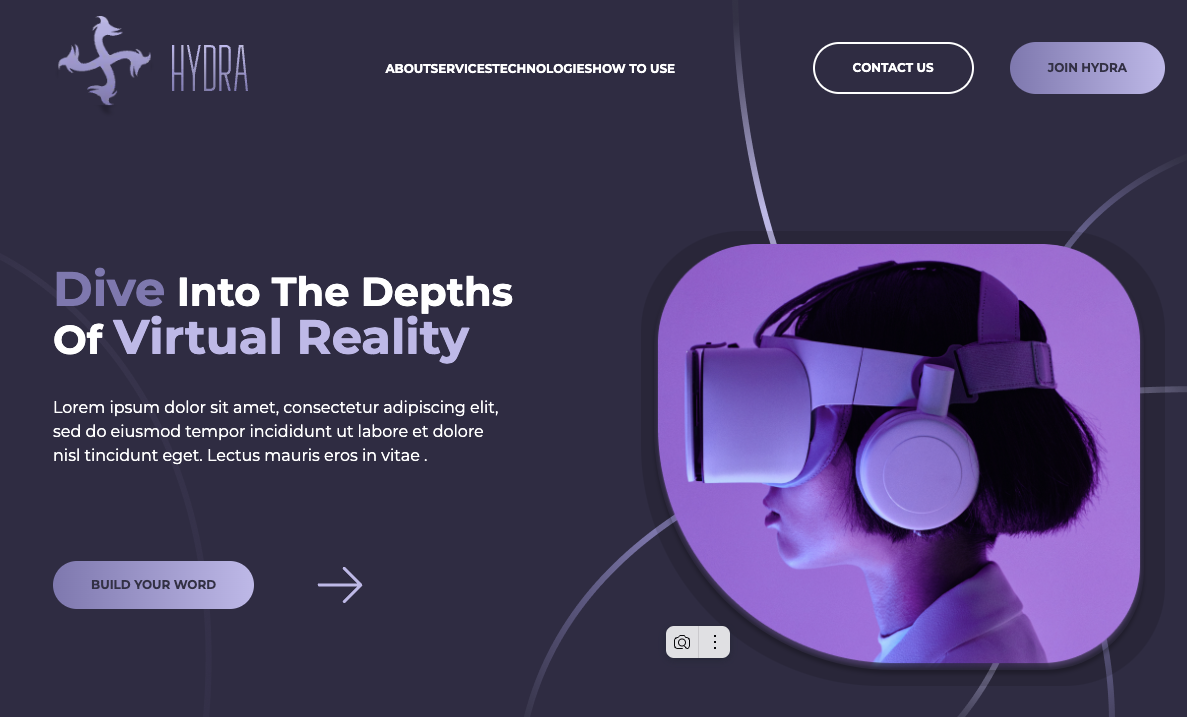 HYDRA
ABOUTSERVICESTECHNOLOGIESHOW TO USE
CONTACT US
JOIN HYDRA
Dive Into The Depths
Of Virtual Reality
Lorem ipsum dolor sit amet, consectetur adipiscing elit,
sed do eiusmod tempor incididunt ut labore et dolore
nisl tincidunt eget. Lectus mauris eros in vitae .
BUILD YOUR WORD